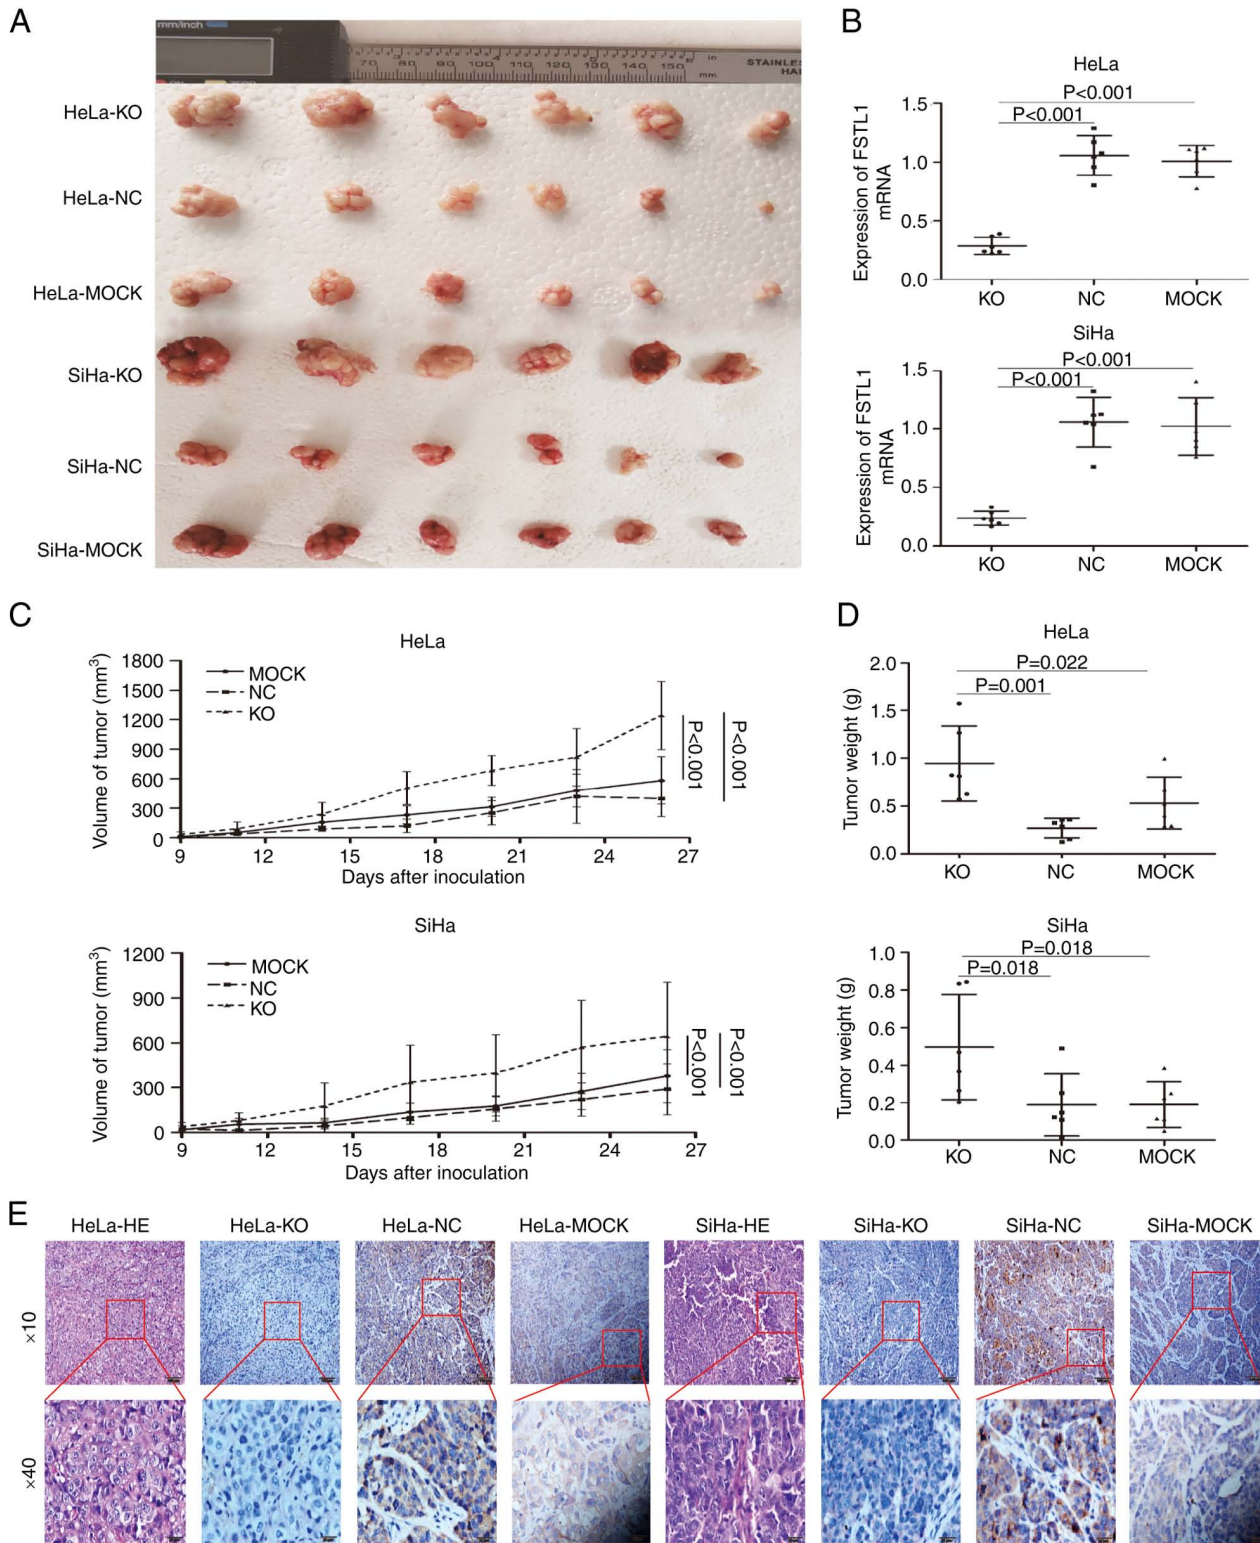 A
mm/inch
70 80 90 100 110 120 130 140 150
in
mm
STAINLES
HA
HeLa-KO
HeLa-NC
HeLa-MOCK
SiHa-KO
SiHa-NC
SiHa-MOCK
B
HeLa
Expression of FSTL1
mRNA
1.5
1.0
0.5
0.0
P<0.001
P<0.001
KO NC MOCK
SiHa
Expression of FSTL1
mRNA
1.5
1.0
0.5
0.0
P<0.001
P<0.001
KO NC MOCK
C
HeLa
Volume of tumor (mm³)
1800
1500
1200
900
600
300
0
MOCK
NC
KO
P<0.001
P<0.001
9 12 15 18 21 24 27
Days after inoculation
SiHa
Volume of tumor (mm³)
1200
900
600
300
0
MOCK
NC
KO
P<0.001
P<0.001
9 12 15 18 21 24 27
Days after inoculation
D
HeLa
Tumor weight (g)
2.0
1.5
1.0
0.5
0.0
P=0.022
P=0.001
KO NC MOCK
SiHa
Tumor weight (g)
1.0
0.8
0.6
0.4
0.2
0.0
P=0.018
P=0.018
KO NC MOCK
E
HeLa-HE HeLa-KO HeLa-NC HeLa-MOCK SiHa-HE SiHa-KO SiHa-NC SiHa-MOCK
×10
×40